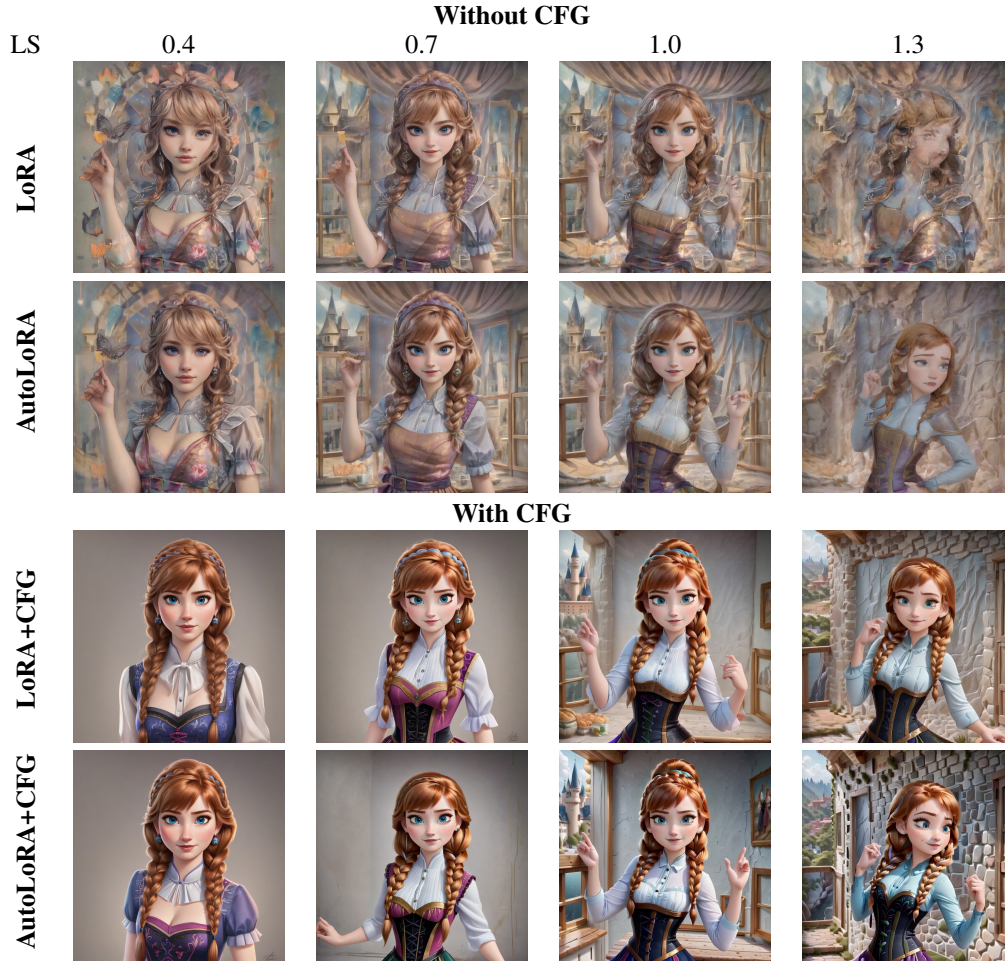 Without CFG
LS 0.4 0.7 1.0 1.3
LoRA
AutoLoRA
With CFG
LoRA+CFG
AutoLoRA+CFG